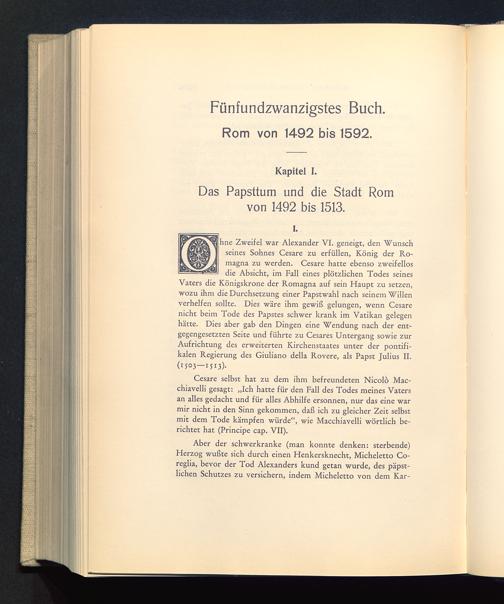 Fünfundzwanzigstes Buch.
Rom von 1492 bis 1592.
Kapitel I.
Das Papsttum und die Stadt Rom
von 1492 bis 1513.
I.
Ohne Zweifel war Alexander VI. geneigt, den Wunsch
seines Sohnes Cesare zu erfüllen, König der Ro-
magna zu werden. Cesare hatte ebenso zweifellos
die Absicht, im Fall eines plötzlichen Todes seines
Vaters die Königskrone der Romagna auf sein Haupt zu setzen,
wozu ihm die Durchsetzung einer Papstwahl nach seinem Willen
verhelfen sollte. Dies wäre ihm gewiß gelungen, wenn Cesare
nicht beim Tode des Papstes schwer krank im Vatikan gelegen
hätte. Dies aber gab den Dingen eine Wendung nach der ent-
gegengesetzten Seite und führte zu Cesares Untergang sowie zur
Aufrichtung des erweiterten Kirchenstaates unter der pontifi-
kalen Regierung des Giuliano della Rovere, als Papst Julius II.
(1503—1513).
Cesare selbst hat zu dem ihm befreundeten Nicolò Mac-
chiavelli gesagt: „Ich hatte für den Fall des Todes meines Vaters
an alles gedacht und für alles Abhilfe ersonnen, nur das eine war
mir nicht in den Sinn gekommen, daß ich zu gleicher Zeit selbst
mit dem Tode kämpfen würde“, wie Macchiavelli wörtlich be-
richtet hat (Principe cap. VII).
Aber der schwerkranke (man konnte denken: sterbende)
Herzog wußte sich durch einen Henkersknecht, Micheletto Co-
reglia, bevor der Tod Alexanders kund getan wurde, des päpst-
lichen Schutzes zu versichern, indem Micheletto von dem Kar-